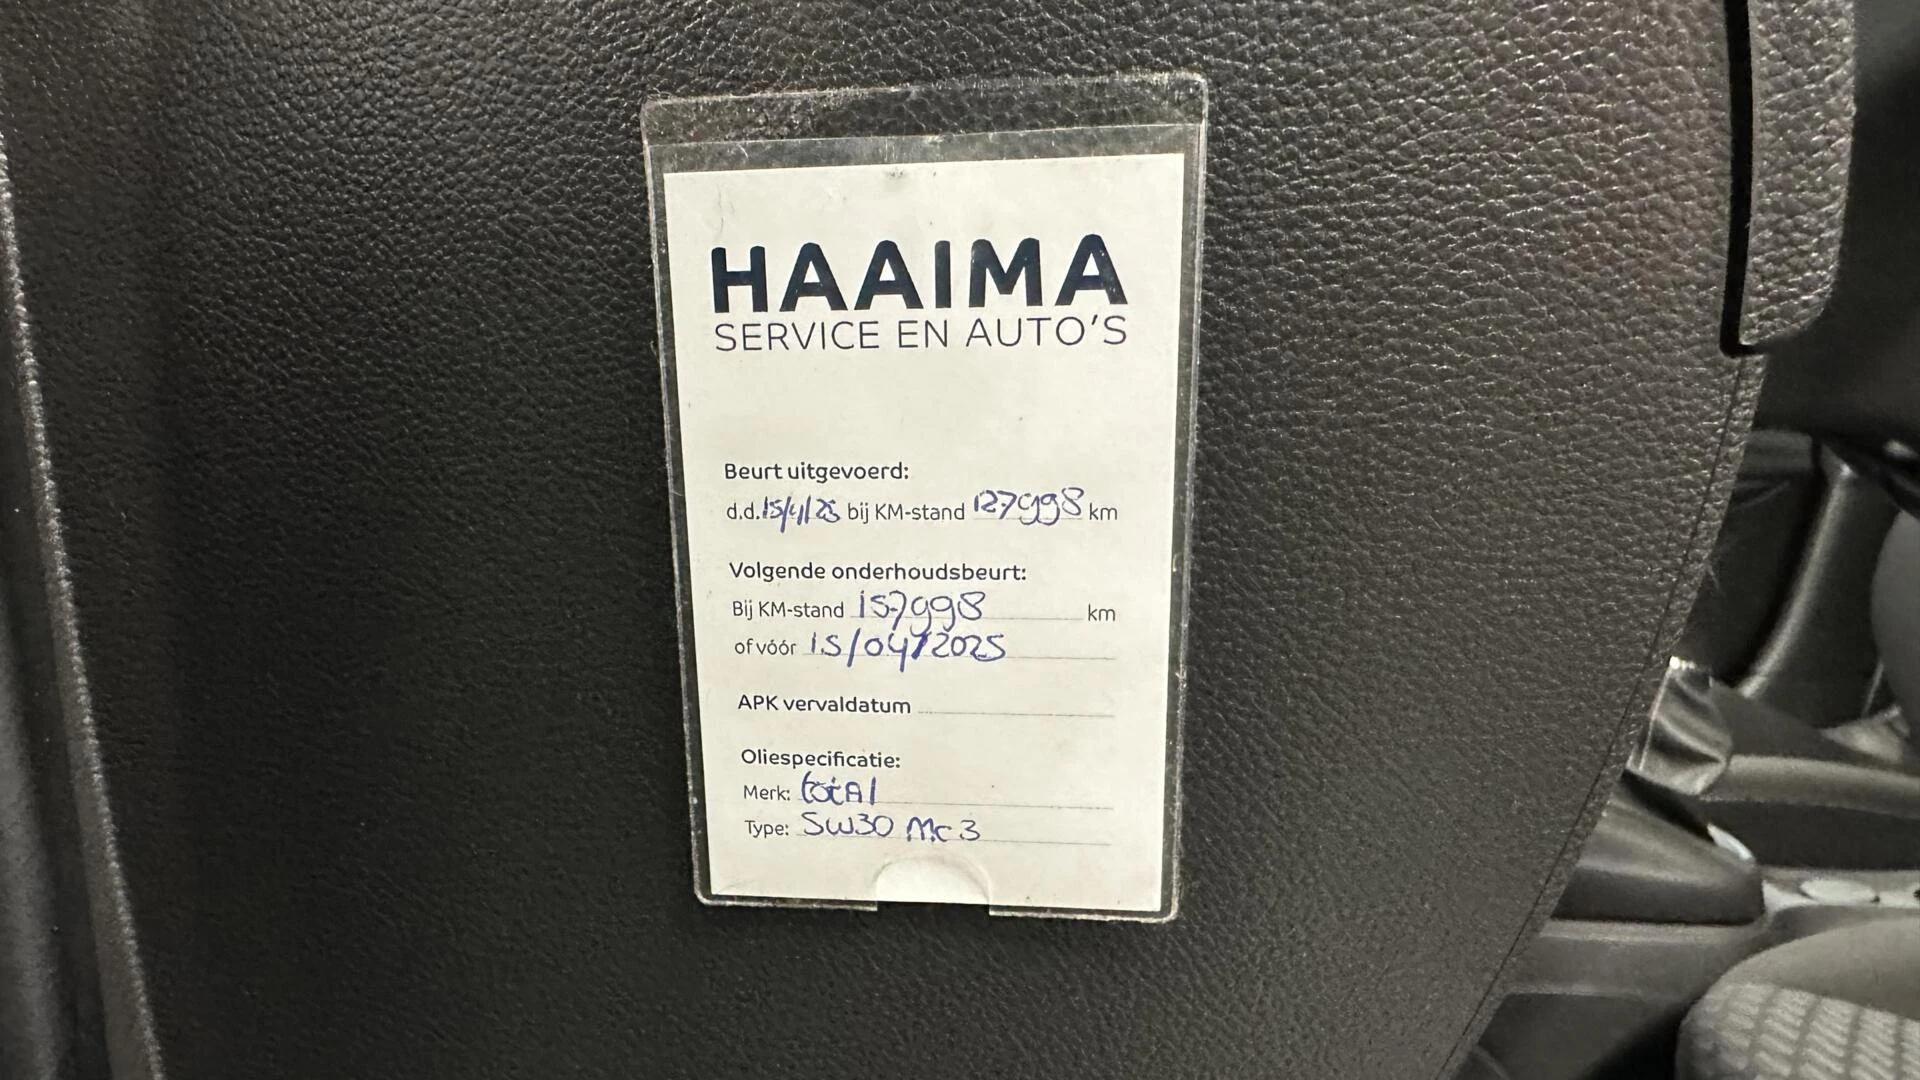 HAAIMA
SERVICE EN AUTO'S
Beurt uitgevoerd:
d.d. 15/4/23 bij KM-stand 127998 km
Volgende onderhoudsbeurt:
Bij KM-stand 157998 km
of vóór 15/04/2025
APK vervaldatum
Oliespecificatie:
Merk: totAl
Type: 5W30 Mc3